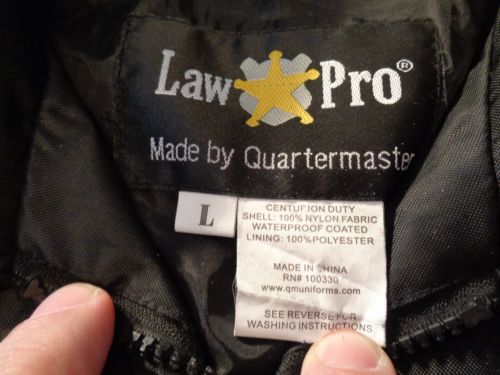 Law Pro®
Made by Quartermaster
L
CENTURION DUTY
SHELL: 100% NYLON FABRIC
WATERPROOF COATED
LINING: 100% POLYESTER
MADE IN CHINA
RN# 100330
www.qmuniforms.com
SEE REVERSE FOR
WASHING INSTRUCTIONS